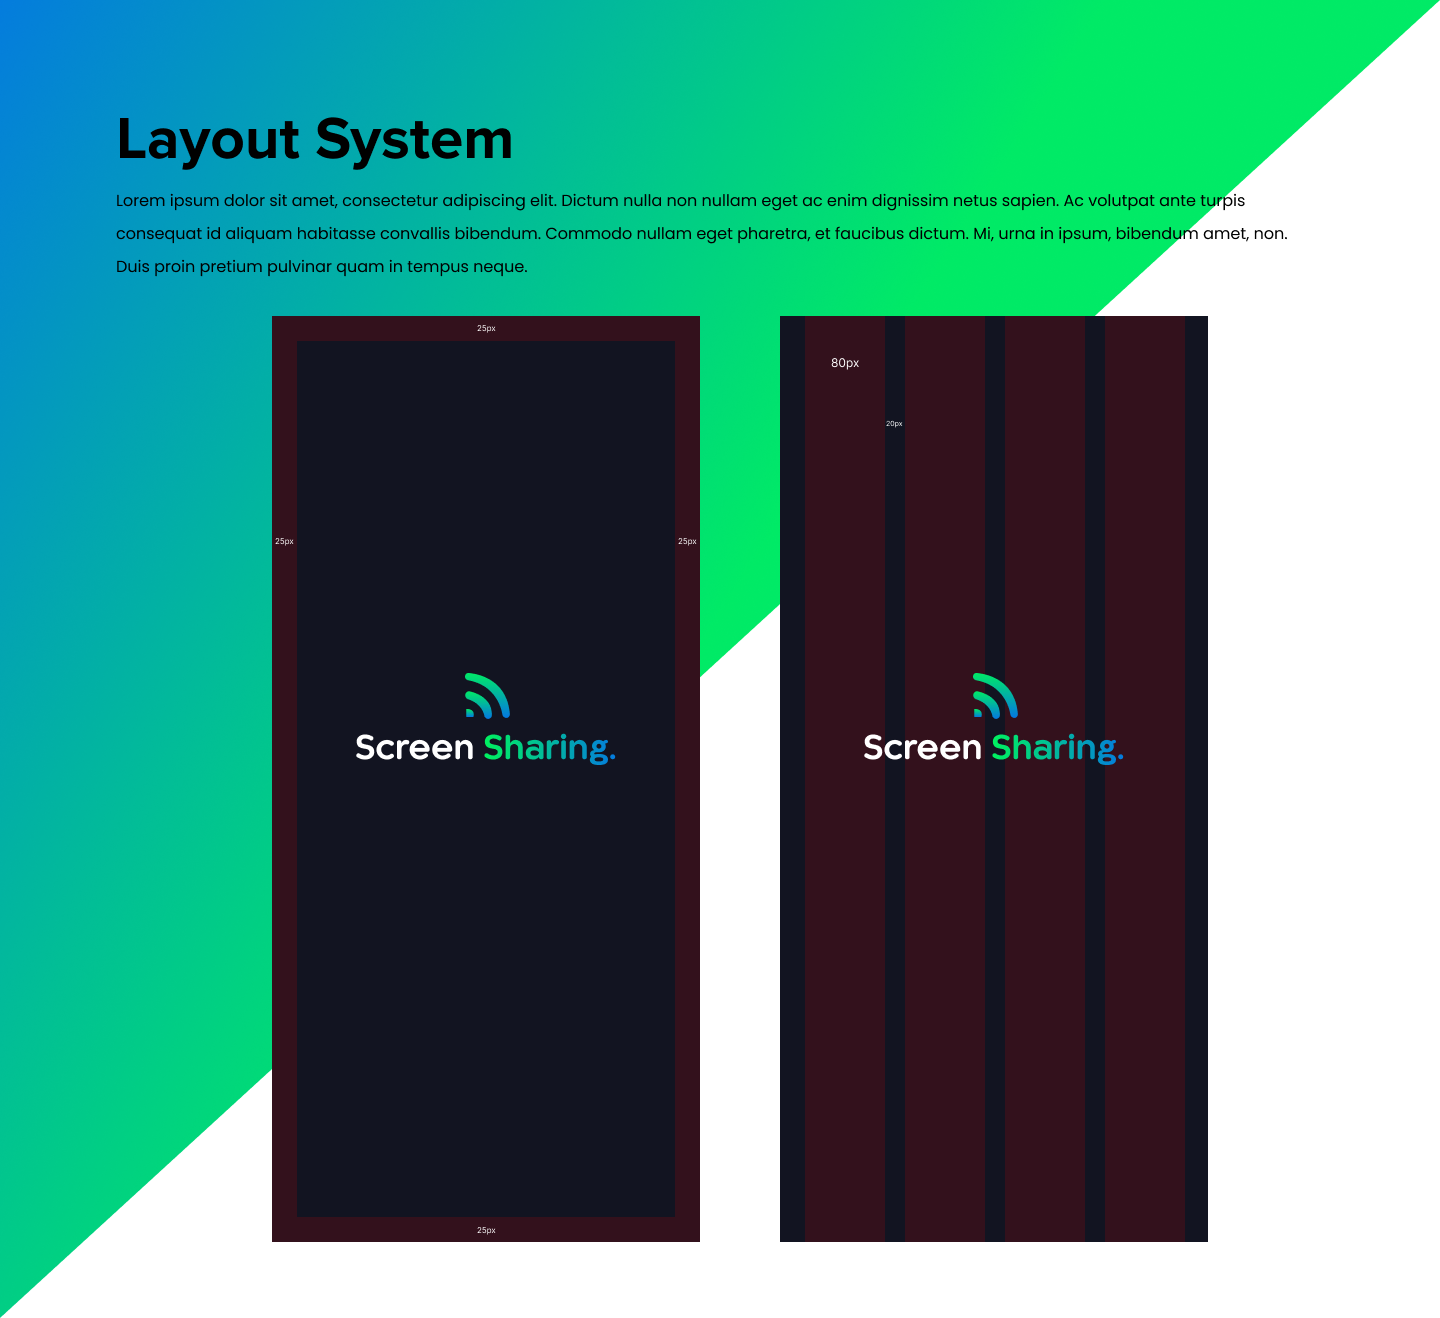 Layout System
Lorem ipsum dolor sit amet, consectetur adipiscing elit. Dictum nulla non nullam eget ac enim dignissim netus sapien. Ac volutpat ante turpis
consequat id aliquam habitasse convallis bibendum. Commodo nullam eget pharetra, et faucibus dictum. Mi, urna in ipsum, bibendum amet, non.
Duis proin pretium pulvinar quam in tempus neque.
25px
25px
25px
Screen Sharing.
25px
80px
20px
Screen Sharing.